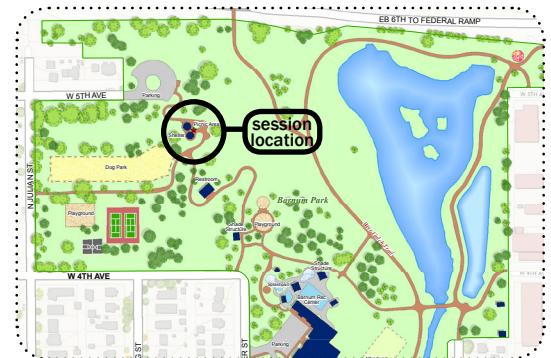 EB 6TH TO FEDERAL RAMP
W 5TH AVE
Parking
Picnic Area
Shelter
session
location
Dog Park
N JULIAN ST
Restroom
Playground
Barnum Park
Shade
Structure
Playground
W 4TH AVE
Shade
Structure
Barnum Rec
Center
Parking